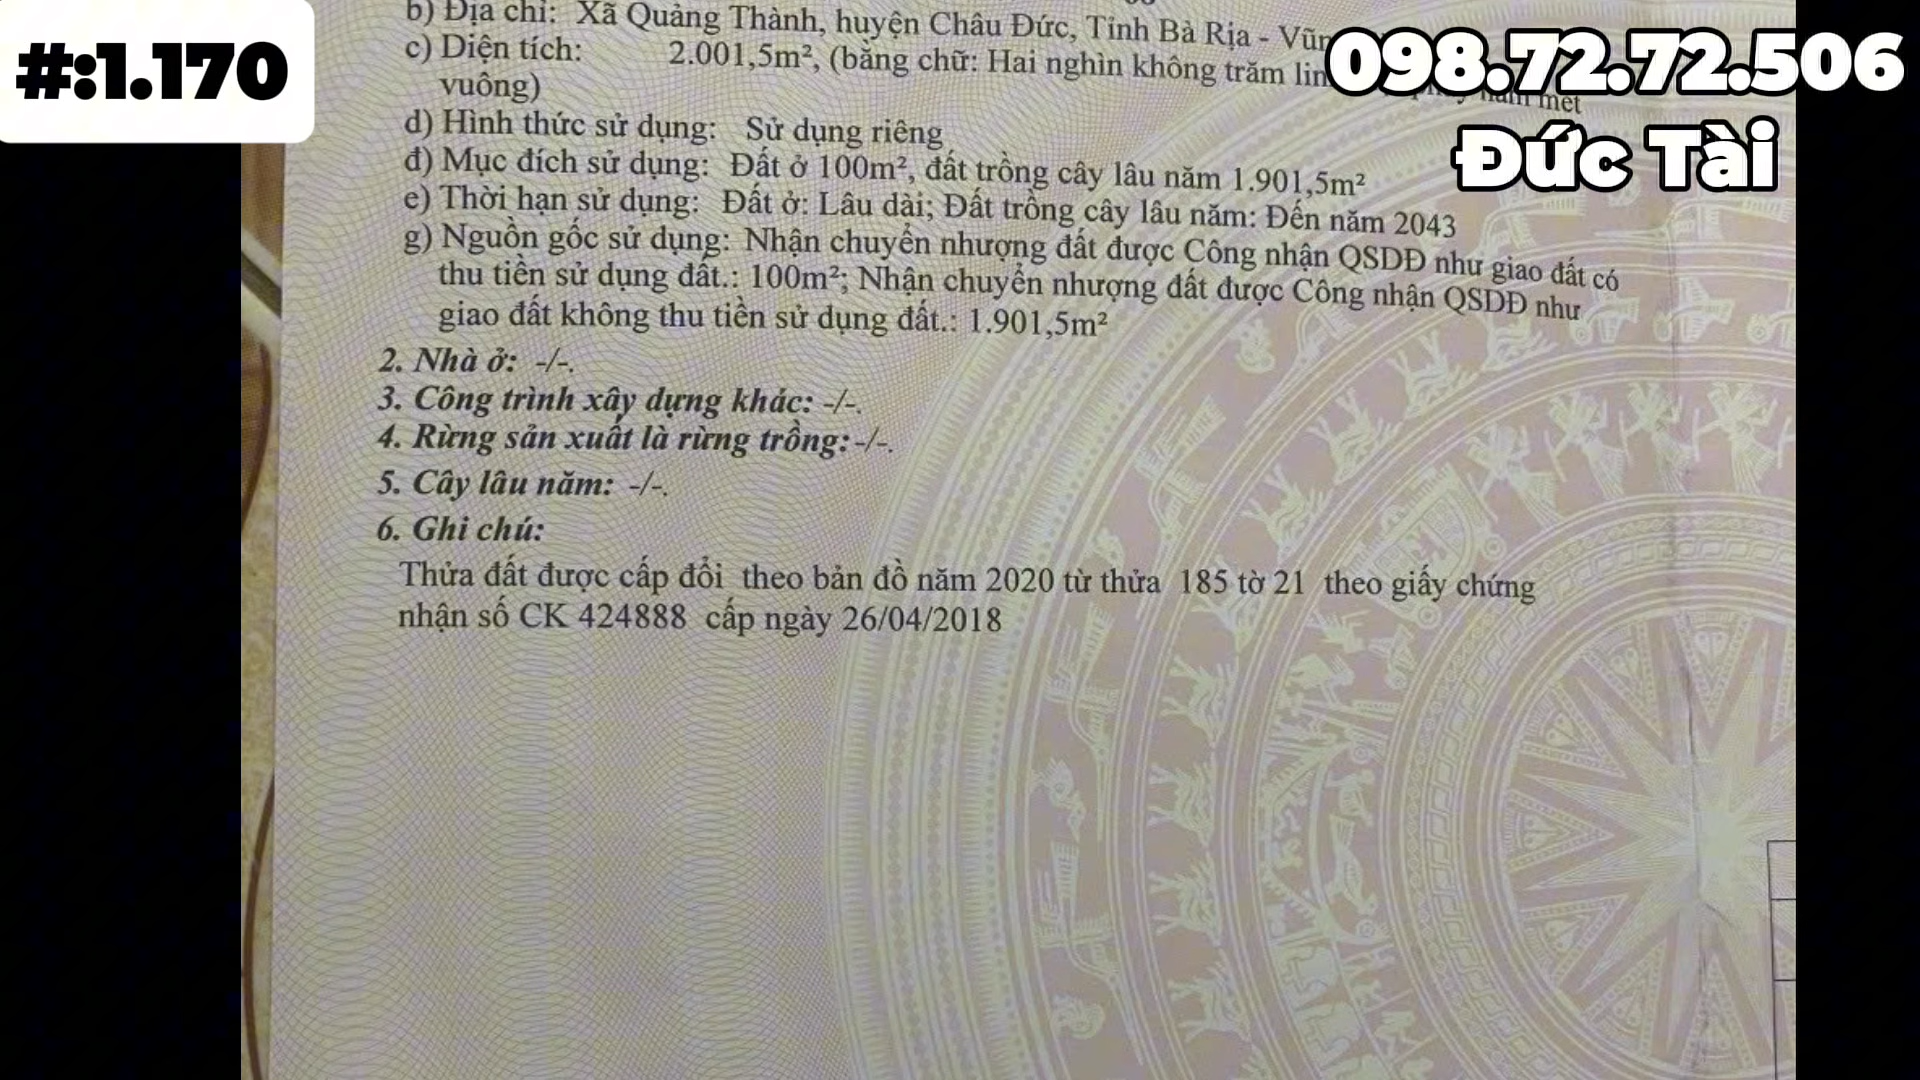 #:1.170
098.72.72.506
Đức Tài
b) Địa chỉ: Xã Quảng Thành, huyện Châu Đức, Tỉnh Bà Rịa - Vũn
c) Diện tích: 2.001,5m², (bằng chữ: Hai nghìn không trăm lin
năm mét
vuông)
d) Hình thức sử dụng: Sử dụng riêng
đ) Mục đích sử dụng: Đất ở 100m², đất trồng cây lâu năm 1.901,5m²
e) Thời hạn sử dụng: Đất ở: Lâu dài; Đất trồng cây lâu năm: Đến năm 2043
g) Nguồn gốc sử dụng: Nhận chuyển nhượng đất được Công nhận QSDĐ như giao đất có
thu tiền sử dụng đất.: 100m²; Nhận chuyển nhượng đất được Công nhận QSDĐ như
giao đất không thu tiền sử dụng đất.: 1.901,5m²
2. Nhà ở: -/-.
3. Công trình xây dựng khác: -/-.
4. Rừng sản xuất là rừng trồng:-/-.
5. Cây lâu năm: -/-.
6. Ghi chú:
Thửa đất được cấp đổi theo bản đồ năm 2020 từ thửa 185 tờ 21 theo giấy chứng
nhận số CK 424888 cấp ngày 26/04/2018